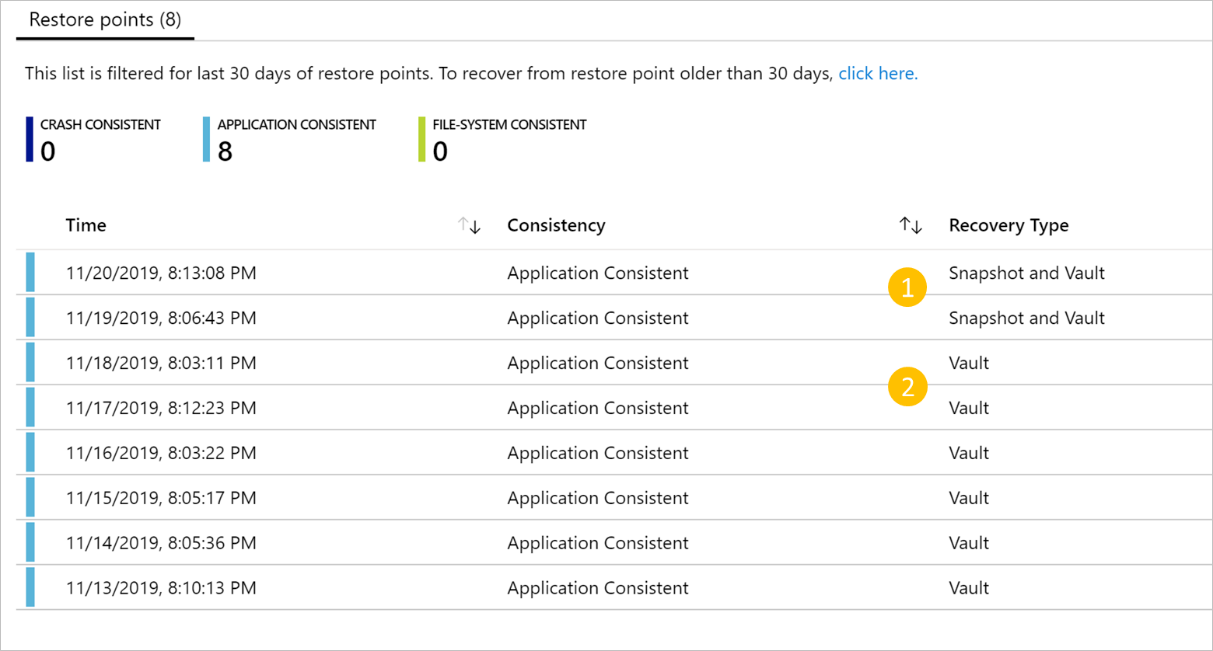 Restore points (8)
This list is filtered for last 30 days of restore points. To recover from restore point older than 30 days, click here.
CRASH CONSISTENT APPLICATION CONSISTENT FILE-SYSTEM CONSISTENT
0 8 0
Time ↑↓ Consistency ↑↓ Recovery Type
11/20/2019, 8:13:08 PM Application Consistent Snapshot and Vault
1
11/19/2019, 8:06:43 PM Application Consistent Snapshot and Vault
11/18/2019, 8:03:11 PM Application Consistent Vault
2
11/17/2019, 8:12:23 PM Application Consistent Vault
11/16/2019, 8:03:22 PM Application Consistent Vault
11/15/2019, 8:05:17 PM Application Consistent Vault
11/14/2019, 8:05:36 PM Application Consistent Vault
11/13/2019, 8:10:13 PM Application Consistent Vault